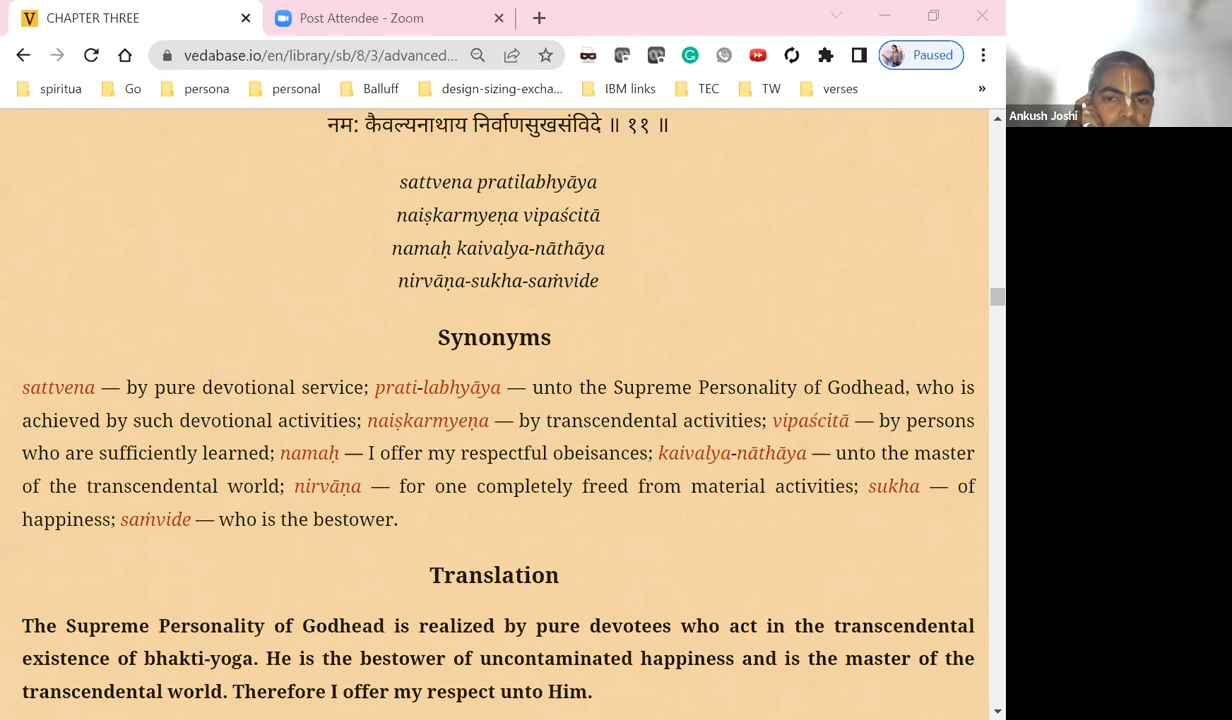 CHAPTER THREE
Post Attendee - Zoom
vedabase.io/en/library/sb/8/3/advanced...
Paused
spiritua Go persona personal Balluff design-sizing-excha... IBM links TEC TW verses »
नम: कैवल्यनाथाय निर्वाणसुखसंविदे ॥ ११ ॥
sattvena pratilabhyāya
naiṣkarmyeṇa vipaścitā
namaḥ kaivalya-nāthāya
nirvāṇa-sukha-saṁvide
Synonyms
sattvena — by pure devotional service; prati-labhyāya — unto the Supreme Personality of Godhead, who is
achieved by such devotional activities; naiṣkarmyeṇa — by transcendental activities; vipaścitā — by persons
who are sufficiently learned; namaḥ — I offer my respectful obeisances; kaivalya-nāthāya — unto the master
of the transcendental world; nirvāṇa — for one completely freed from material activities; sukha — of
happiness; saṁvide — who is the bestower.
Translation
The Supreme Personality of Godhead is realized by pure devotees who act in the transcendental
existence of bhakti-yoga. He is the bestower of uncontaminated happiness and is the master of the
transcendental world. Therefore I offer my respect unto Him.
Ankush Joshi